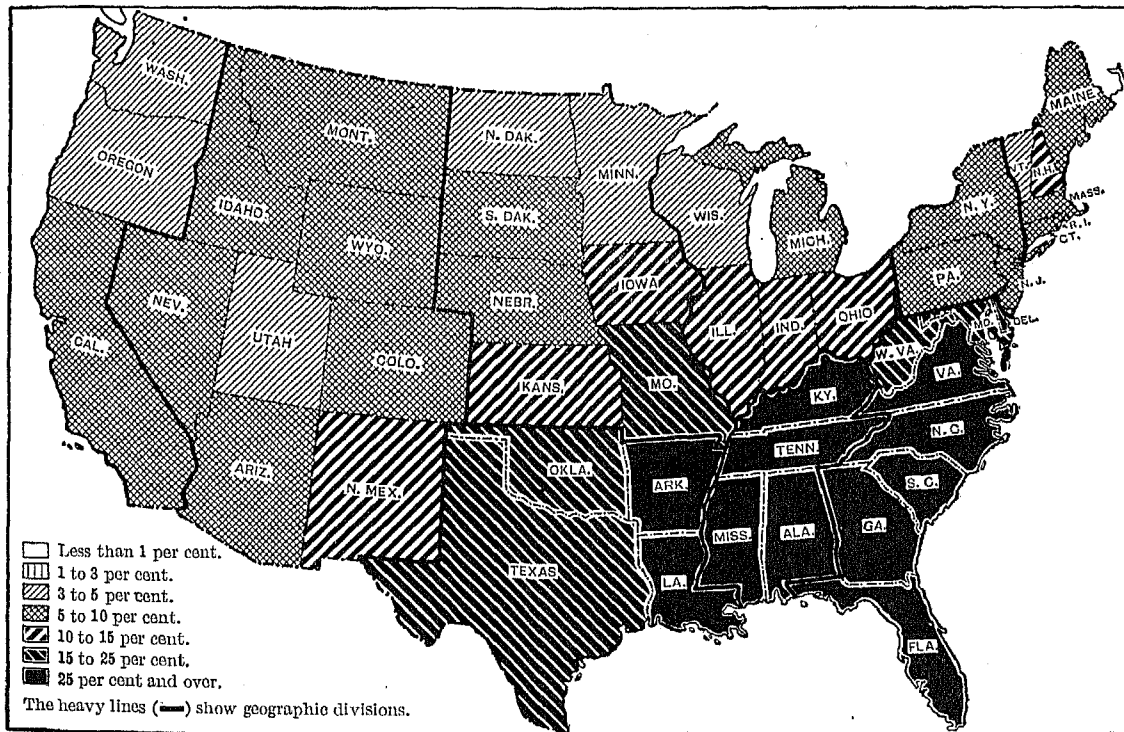 WASH.
OREGON
CAL.
IDAHO.
NEV.
MONT.
WYO.
UTAH
COLO.
ARIZ.
N. MEX.
N. DAK.
S. DAK.
NEBR.
KANS.
OKLA.
TEXAS
MINN.
IOWA
MO.
ARK.
LA.
WIS.
ILL.
MICH.
IND.
OHIO
KY.
TENN.
MISS.
ALA.
GA.
FLA.
S. C.
N. C.
VA.
W. VA.
MD.
DEL.
PA.
N. J.
N. Y.
CT.
R. I.
MASS.
VT.
N.H.
MAINE.
Less than 1 per cent.
1 to 3 per cent.
3 to 5 per cent.
5 to 10 per cent.
10 to 15 per cent.
15 to 25 per cent.
25 per cent and over.
The heavy lines (▬) show geographic divisions.